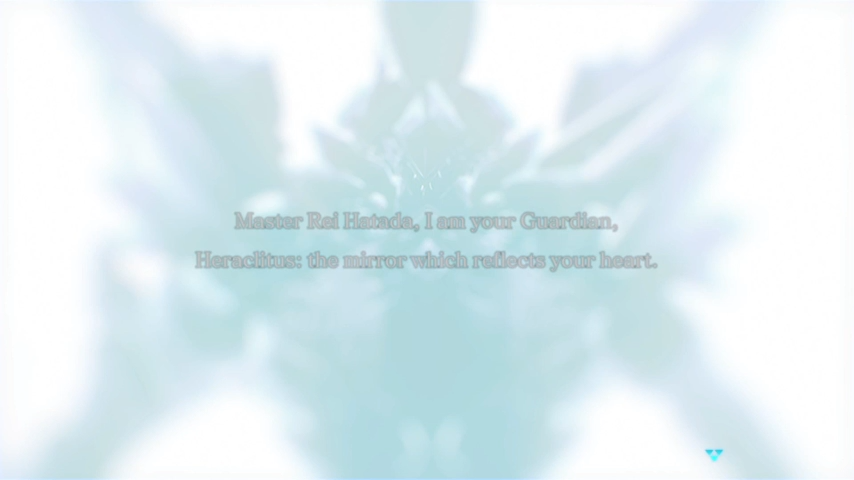 Master Rei Hatada, I am your Guardian,
Heraclitus: the mirror which reflects your heart.